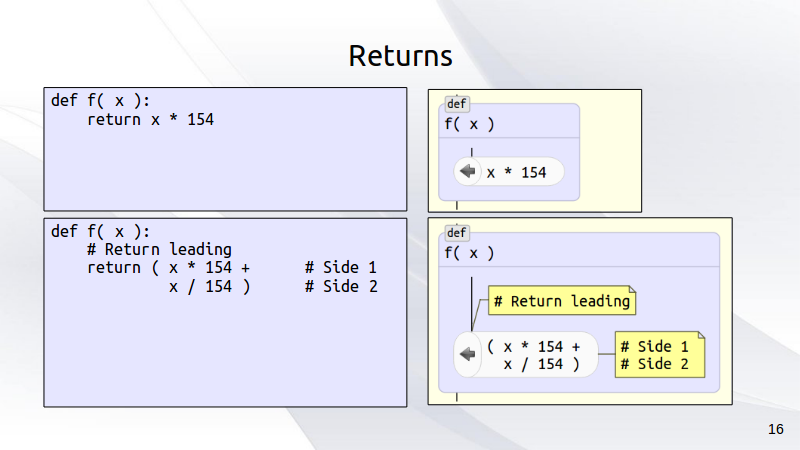 Returns
def f( x ):
    return x * 154
def
f( x )
x * 154
def f( x ):
    # Return leading
    return ( x * 154 +      # Side 1
             x / 154 )      # Side 2
def
f( x )
# Return leading
( x * 154 +
  x / 154 )
# Side 1
# Side 2
16